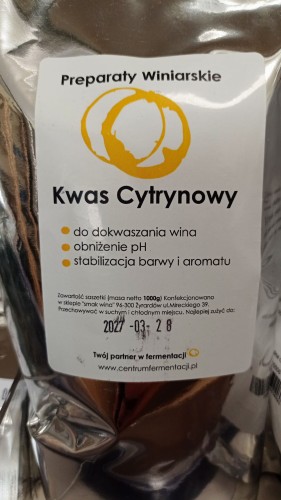 Preparaty Winiarskie
Kwas Cytrynowy
do dokwaszania wina
obniżenie pH
stabilizacja barwy i aromatu
Zawartość saszetki (masa netto 1000g) Konfekcjonowano
w sklepie "smak wina" 96-300 Żyrardów ul.Mireckiego 39.
Przechowywać w suchym i chłodnym miejscu. Najlepiej zużyć do:
2027 -03- 28
Twój partner w fermentacji
www.centrumfermentacji.pl